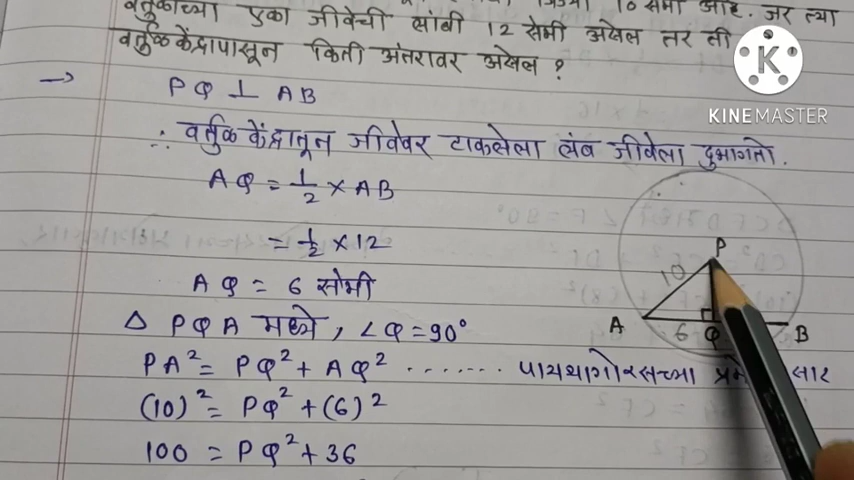 वर्तुळाच्या एका जीवेची लांबी 12 सेमी असेल तर ती
वर्तुळकेंद्रापासून किती अंतरावर असेल ?
→ PQ ⊥ AB
∴ वर्तुळकेंद्रातून जीवेवर टाकलेला लंब जीवेला दुभागतो.
AQ = 1/2 × AB
= 1/2 × 12
AQ = 6 सेमी
△ PQA मध्ये, ∠Q = 90°
PA² = PQ² + AQ² ....... पायथागोरसच्या
(10)² = PQ² + (6)²
100 = PQ² + 36
P
10
A 6 Q B
K
KINEMASTER